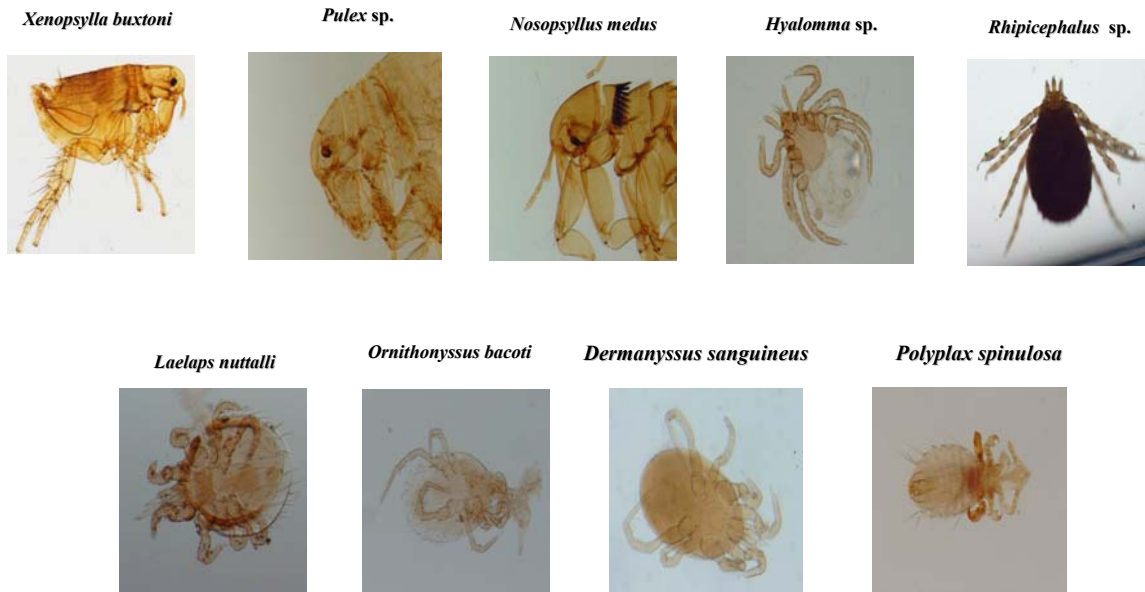 Xenopsylla buxtoni
Pulex sp.
Nosopsyllus medus
Hyalomma sp.
Rhipicephalus sp.
Laelaps nuttalli
Ornithonyssus bacoti
Dermanyssus sanguineus
Polyplax spinulosa